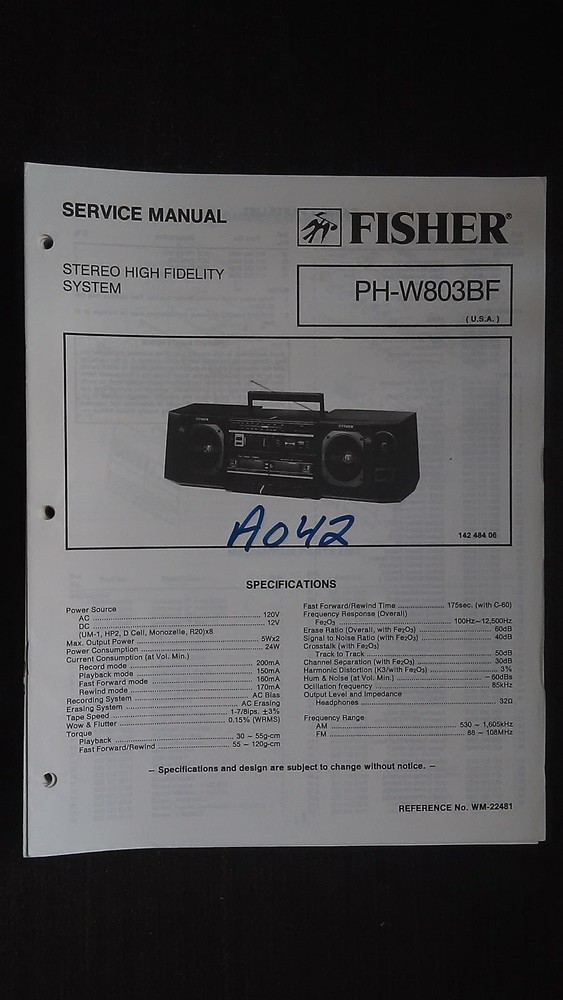 SERVICE MANUAL
FISHER®
STEREO HIGH FIDELITY
SYSTEM
PH-W803BF
( U.S.A. )
FISHER
FISHER
A042
142 484 06
SPECIFICATIONS
Power Source
AC ... 120V
DC ... 12V
(UM-1, HP2, D Cell, Monozelle, R20)x8
Max. Output Power ... 5Wx2
Power Consumption ... 24W
Current Consumption (at Vol. Min.)
Record mode ... 200mA
Playback mode ... 150mA
Fast Forward mode ... 160mA
Rewind mode ... 170mA
Recording System ... AC Bias
Erasing System ... AC Erasing
Tape Speed ... 1-7/8ips. ±3%
Wow & Flutter ... 0.15% (WRMS)
Torque
Playback ... 30 ~ 55g-cm
Fast Forward/Rewind ... 55 ~ 120g-cm
Fast Forward/Rewind Time ... 175sec. (with C-60)
Frequency Response (Overall)
Fe2O3 ... 100Hz~12,500Hz
Erase Ratio (Overall, with Fe2O3) ... 60dB
Signal to Noise Ratio (with Fe2O3) ... 40dB
Crosstalk (with Fe2O3)
Track to Track ... 50dB
Channel Separation (with Fe2O3) ... 30dB
Harmonic Distortion (K3/with Fe2O3) ... 3%
Hum & Noise (at Vol. Min.) ... −60dBs
Ocillation frequency ... 85kHz
Output Level and Impedance
Headphones ... 32Ω
Frequency Range
AM ... 530 ~ 1,605kHz
FM ... 88 ~ 108MHz
– Specifications and design are subject to change without notice. –
REFERENCE No. WM-22481